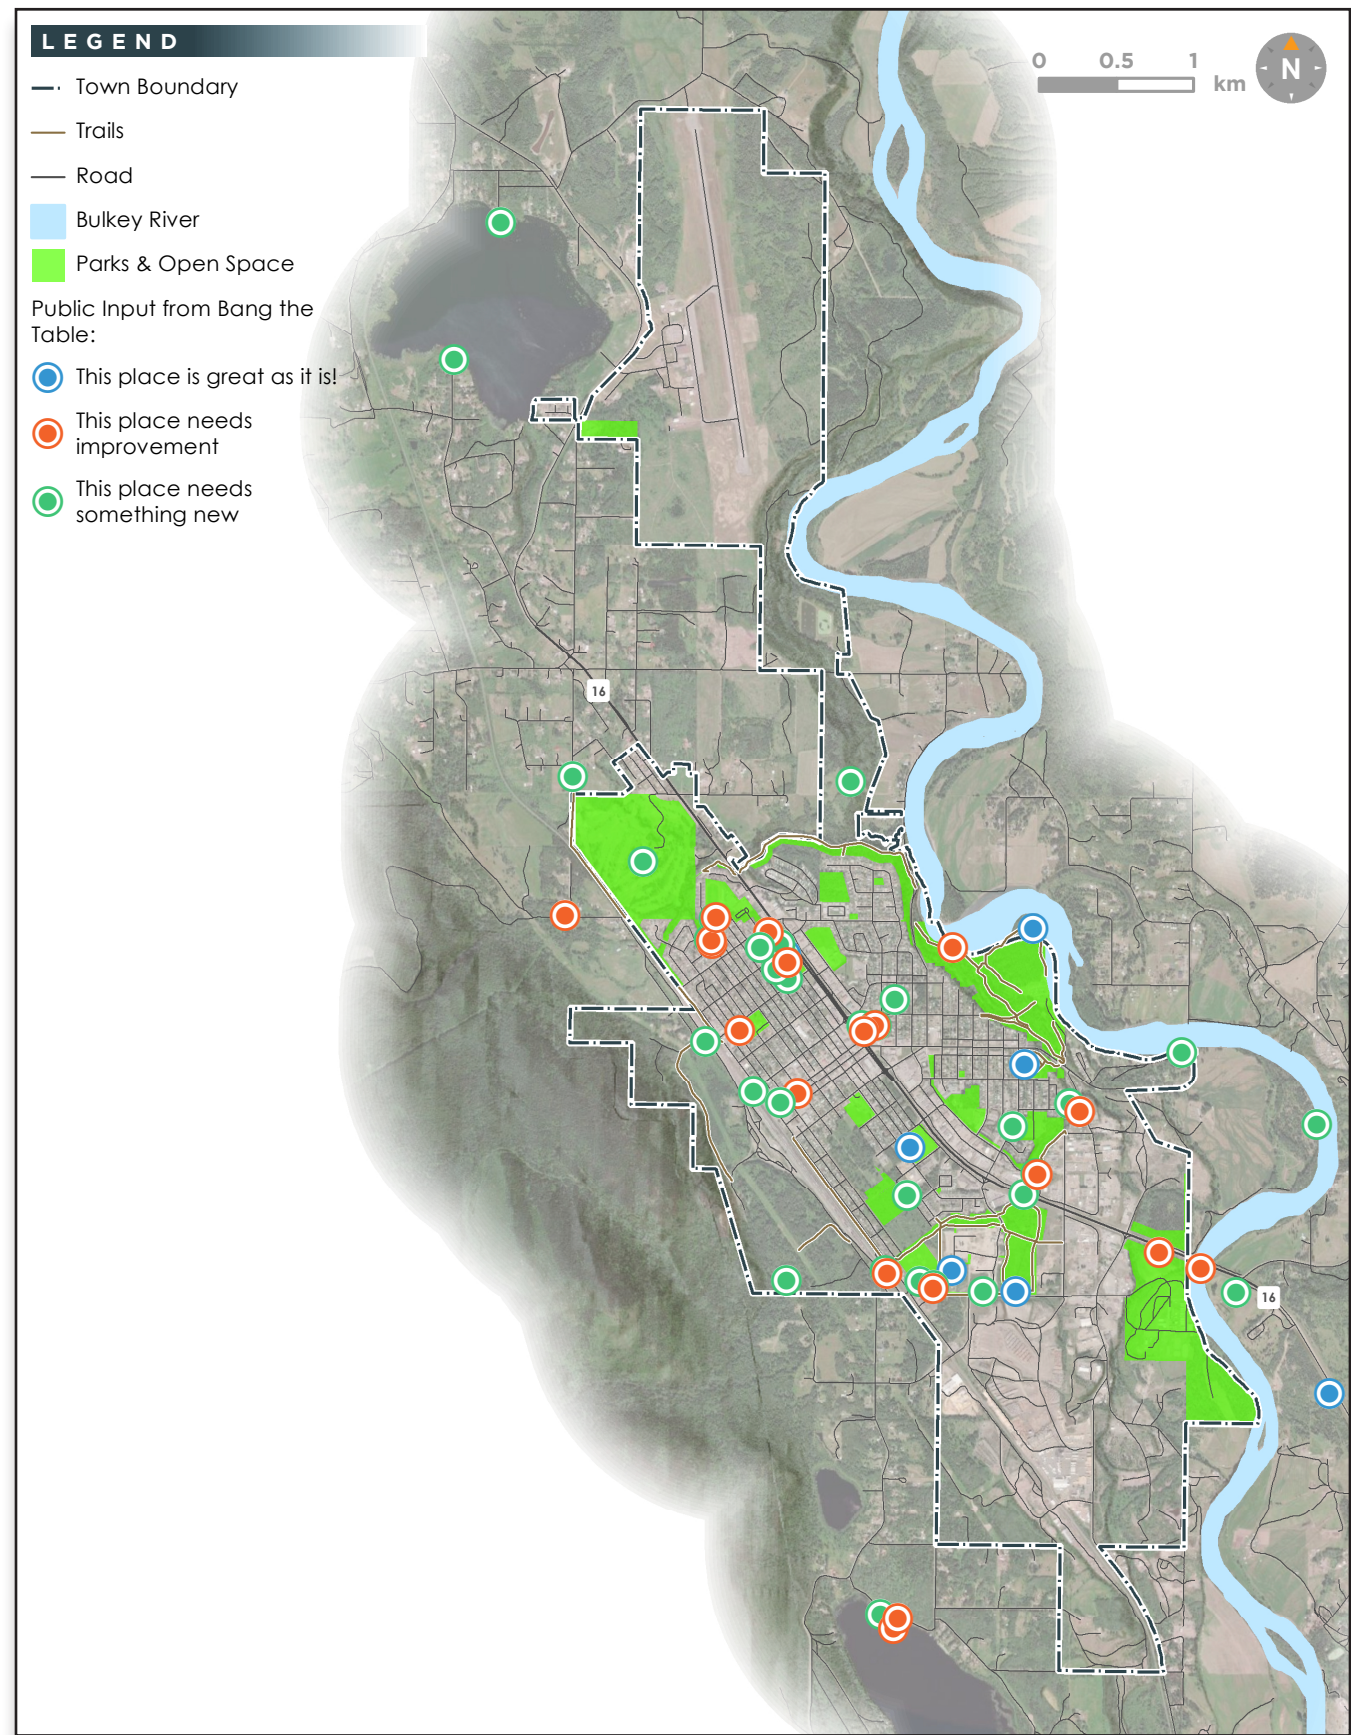 LEGEND
Town Boundary
Trails
Road
Bulkey River
Parks & Open Space
Public Input from Bang the
Table:
This place is great as it is!
This place needs
improvement
This place needs
something new
0 0.5 1
km
N
16
16